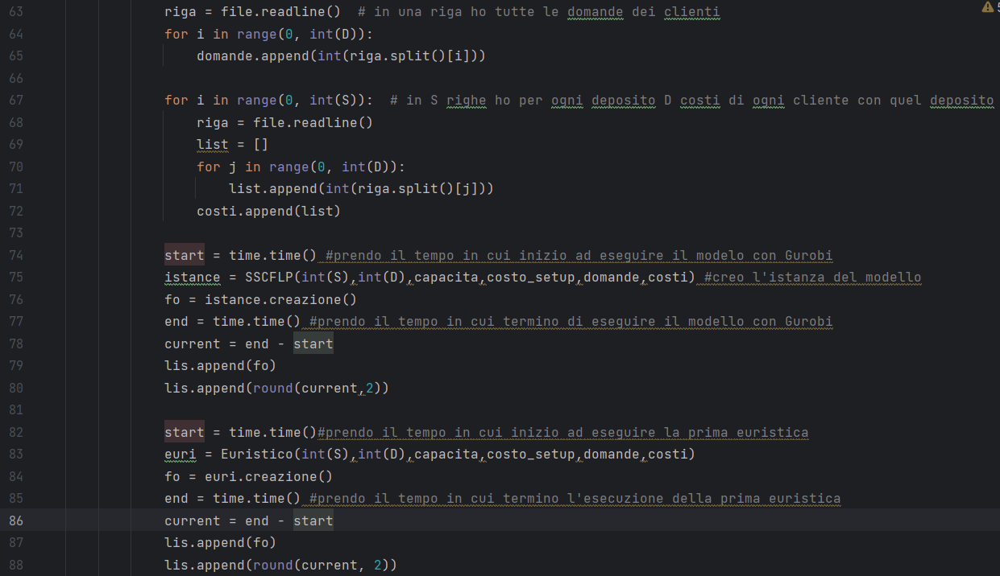 63 riga = file.readline()  # in una riga ho tutte le domande dei clienti
64 for i in range(0, int(D)):
65     domande.append(int(riga.split()[i]))
66
67 for i in range(0, int(S)):  # in S righe ho per ogni deposito D costi di ogni cliente con quel deposito
68     riga = file.readline()
69     list = []
70     for j in range(0, int(D)):
71         list.append(int(riga.split()[j]))
72     costi.append(list)
73
74 start = time.time() #prendo il tempo in cui inizio ad eseguire il modelo con Gurobi
75 istance = SSCFLP(int(S),int(D),capacita,costo_setup,domande,costi) #creo l'istanza del modello
76 fo = istance.creazione()
77 end = time.time() #prendo il tempo in cui termino di eseguire il modello con Gurobi
78 current = end - start
79 lis.append(fo)
80 lis.append(round(current,2))
81
82 start = time.time()#prendo il tempo in cui inizio ad eseguire la prima euristica
83 euri = Euristico(int(S),int(D),capacita,costo_setup,domande,costi)
84 fo = euri.creazione()
85 end = time.time() #prendo il tempo in cui termino l'esecuzione della prima euristica
86 current = end - start
87 lis.append(fo)
88 lis.append(round(current, 2))